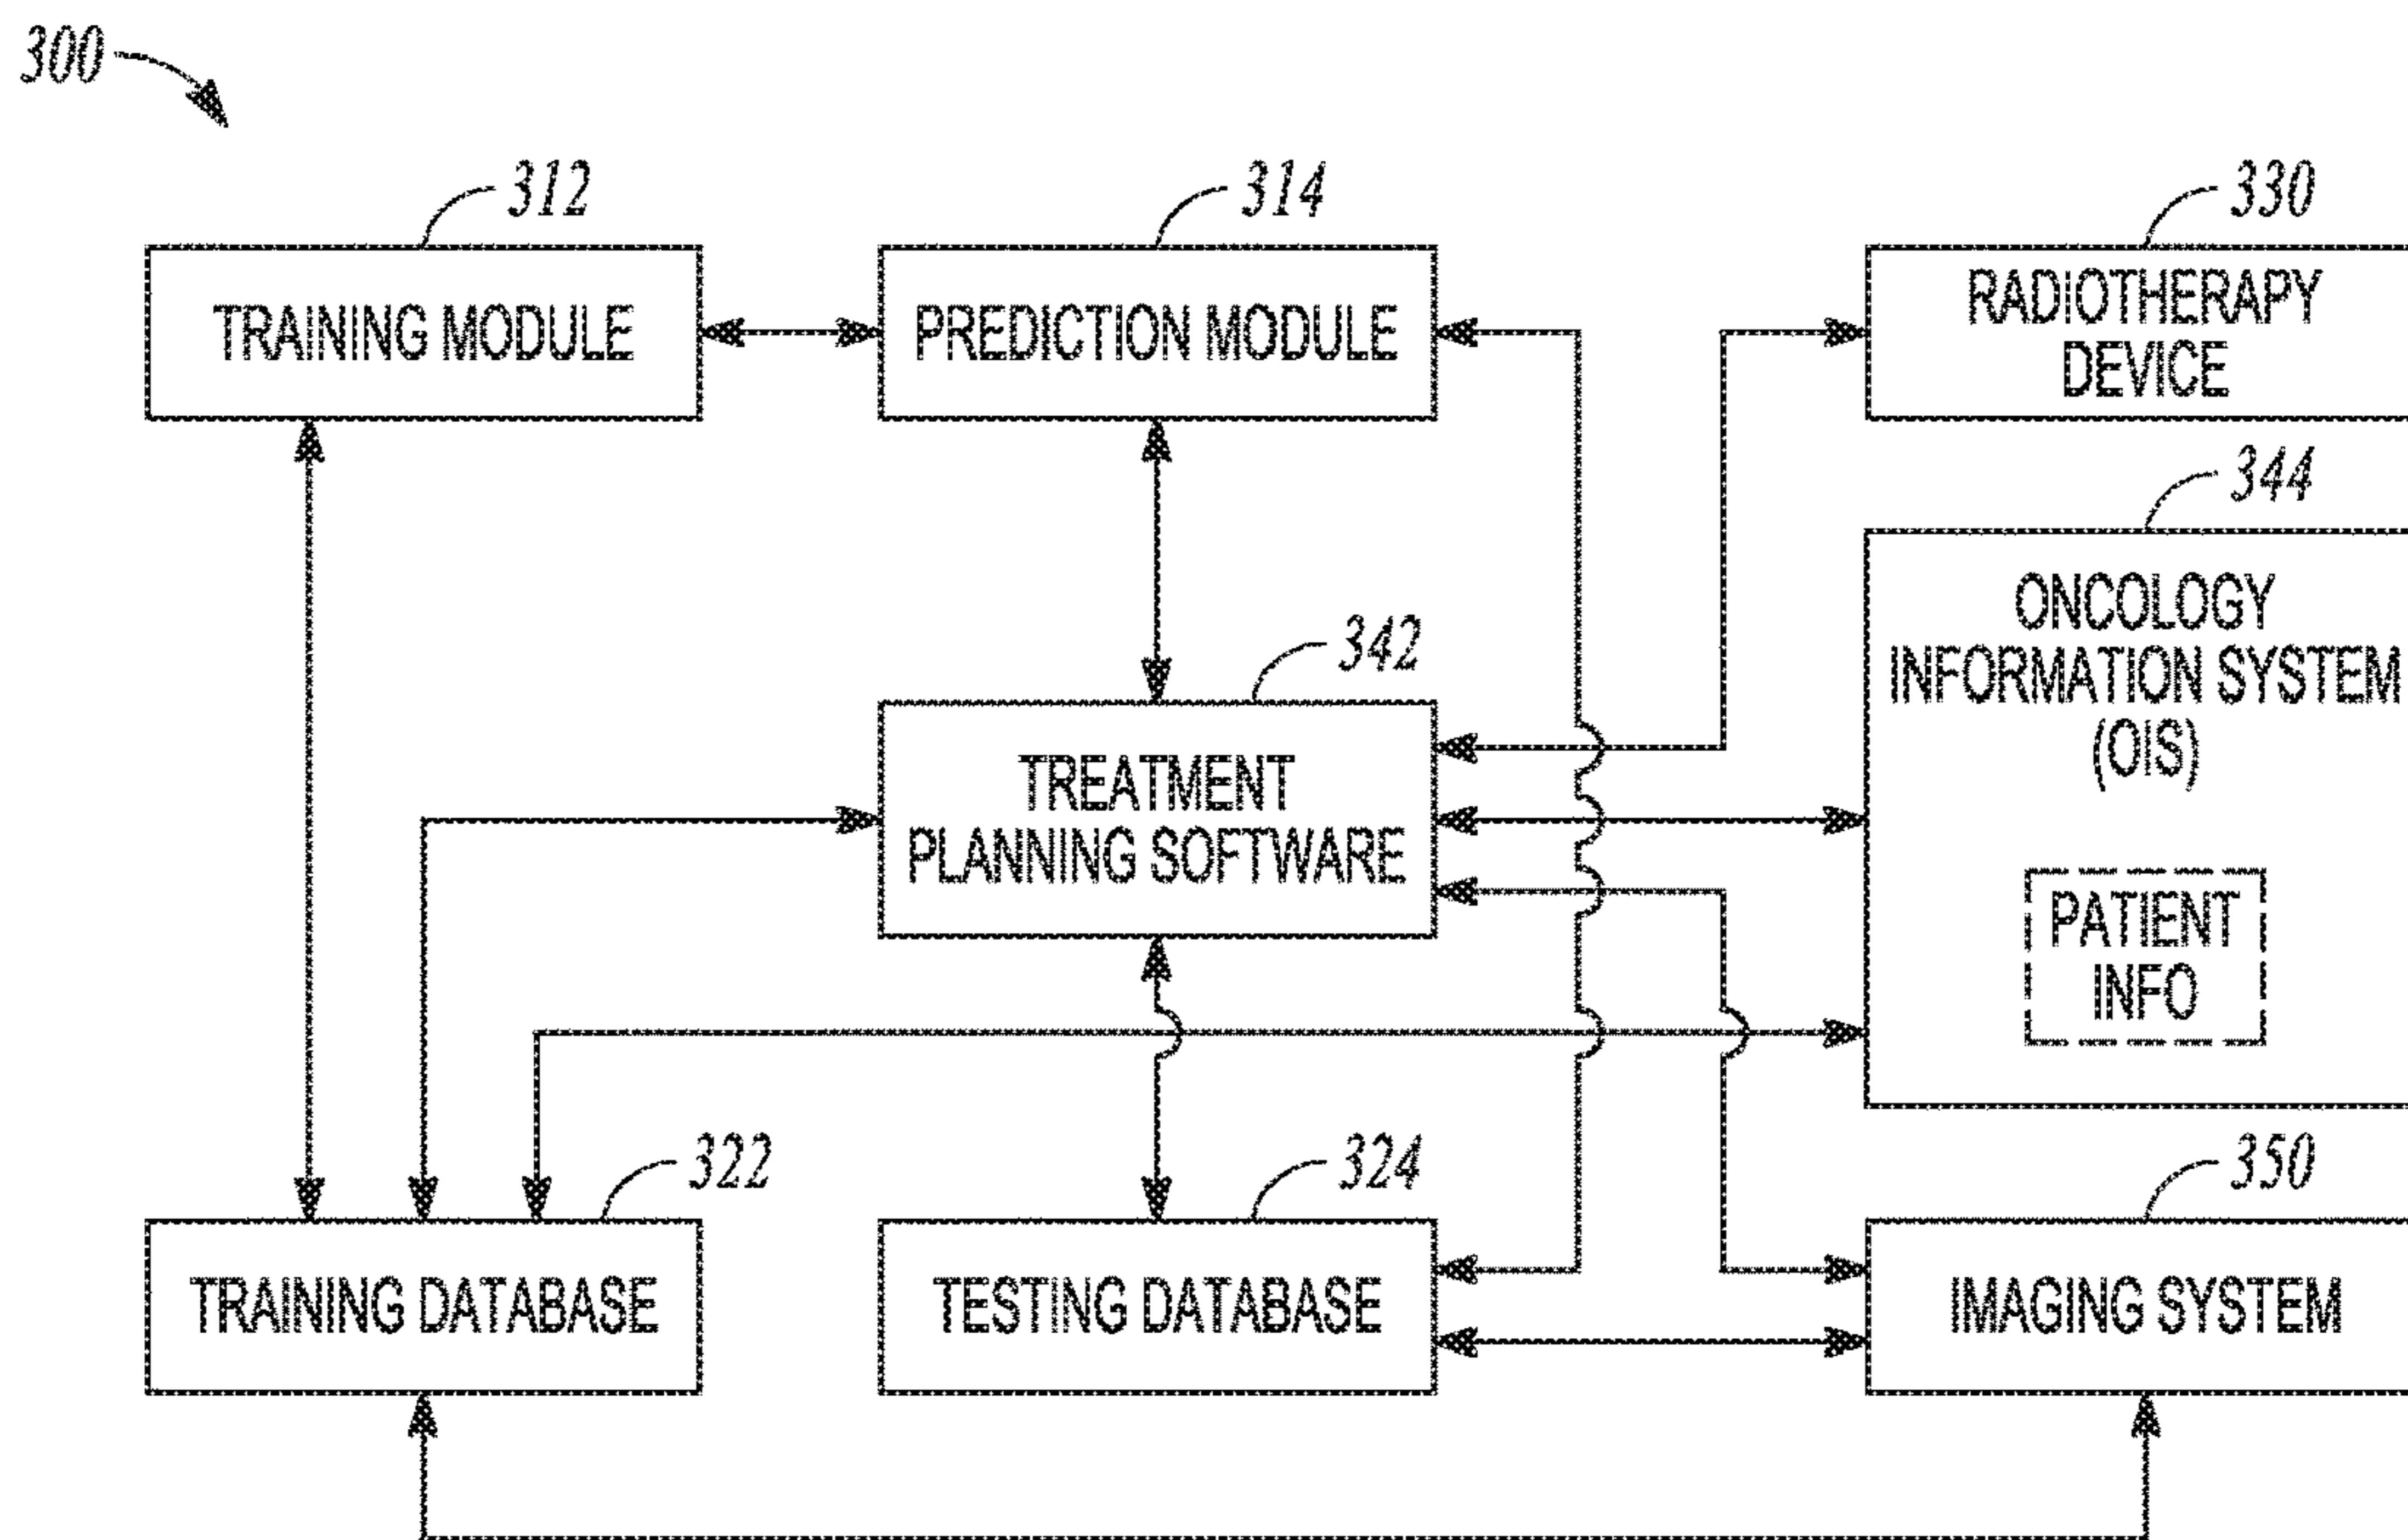 300
312
314
330
TRAINING MODULE
PREDICTION MODULE
RADIOTHERAPY
DEVICE
344
ONCOLOGY
INFORMATION SYSTEM
(OIS)
342
TREATMENT
PLANNING SOFTWARE
PATIENT
INFO
322
324
350
TRAINING DATABASE
TESTING DATABASE
IMAGING SYSTEM